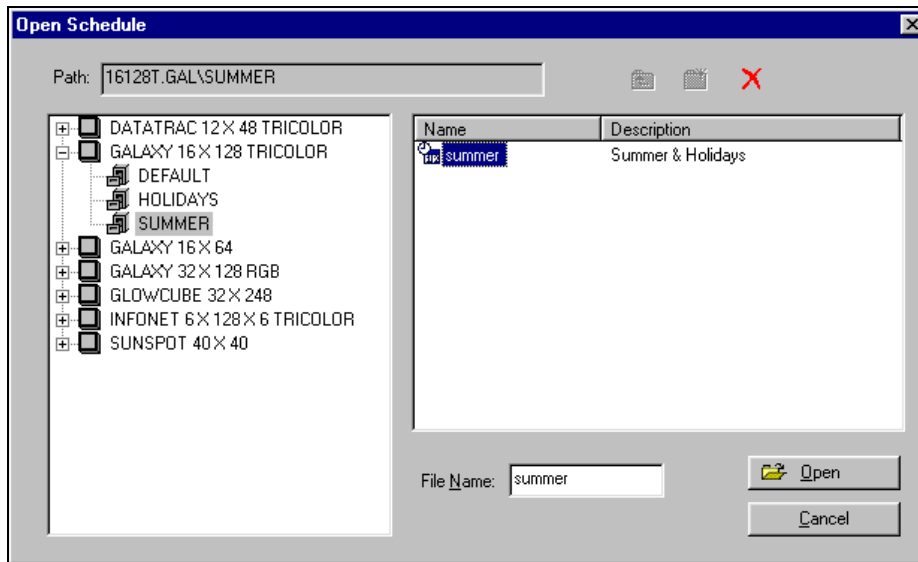 Open Schedule
Path: 16128T.GAL\SUMMER
DATATRAC 12 X 48 TRICOLOR
GALAXY 16 X 128 TRICOLOR
DEFAULT
HOLIDAYS
SUMMER
GALAXY 16 X 64
GALAXY 32 X 128 RGB
GLOWCUBE 32 X 248
INFONET 6 X 128 X 6 TRICOLOR
SUNSPOT 40 X 40
Name Description
summer Summer & Holidays
File Name: summer
Open
Cancel